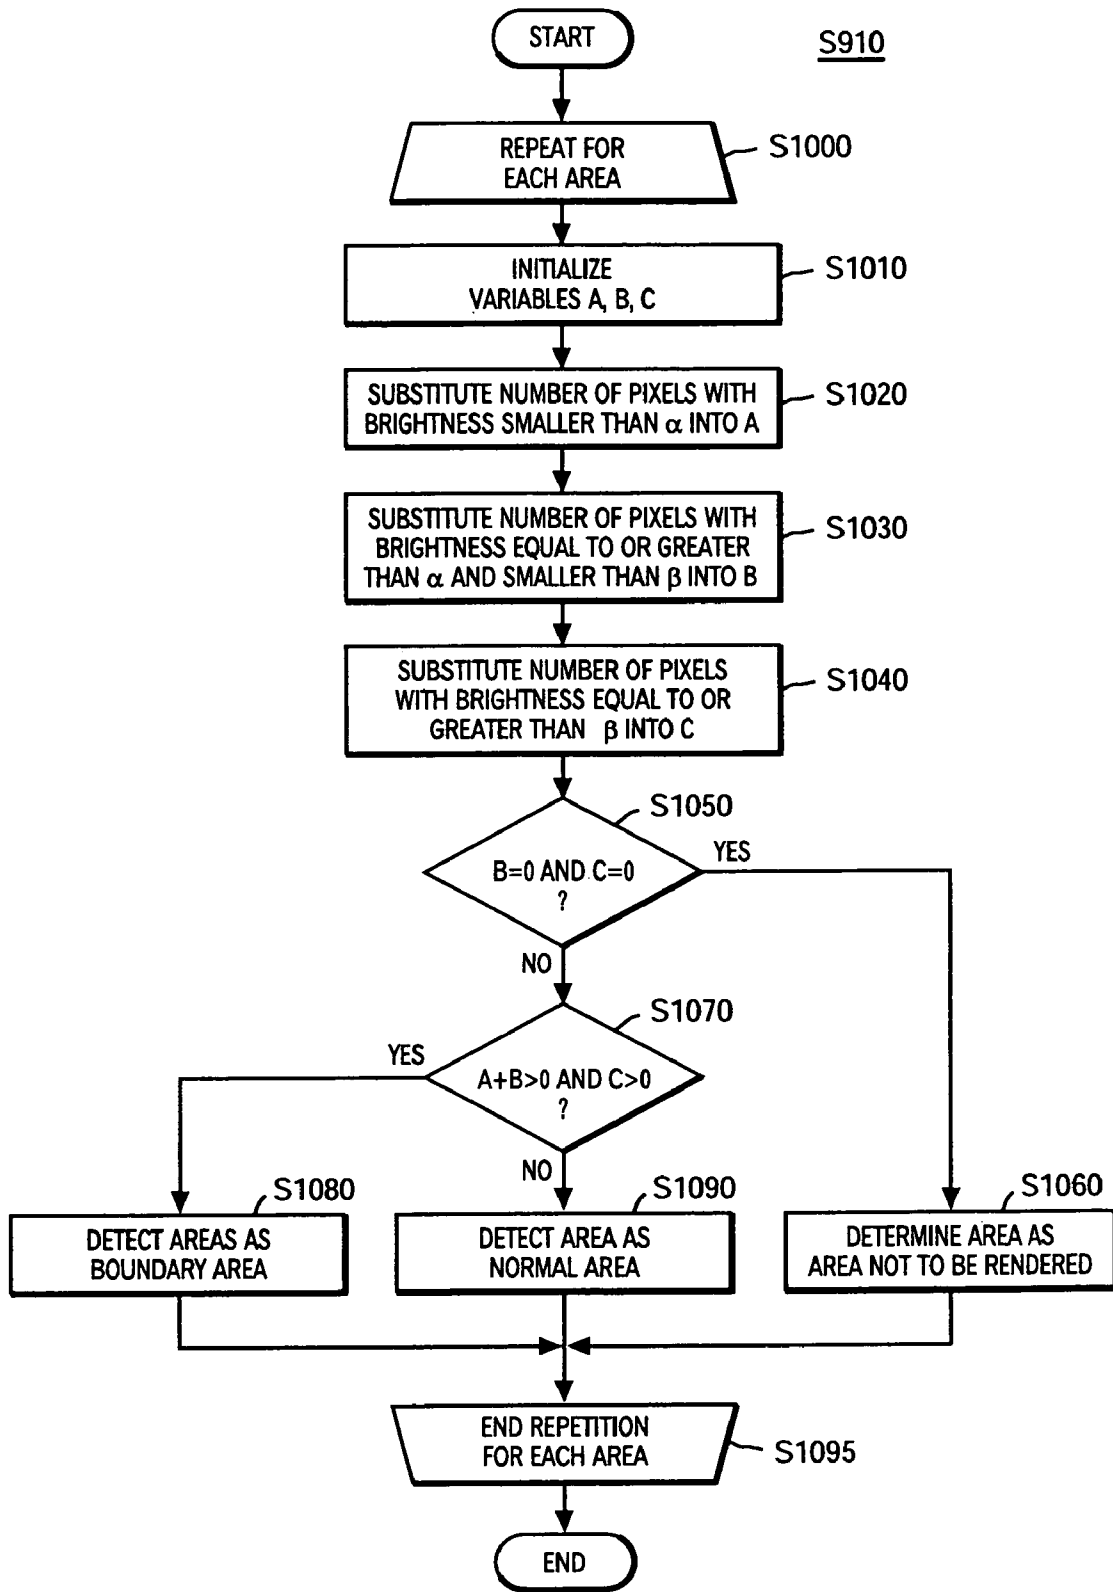 START
S910
REPEAT FOR
EACH AREA
S1000
INITIALIZE
VARIABLES A, B, C
S1010
SUBSTITUTE NUMBER OF PIXELS WITH
BRIGHTNESS SMALLER THAN α INTO A
S1020
SUBSTITUTE NUMBER OF PIXELS WITH
BRIGHTNESS EQUAL TO OR GREATER
THAN α AND SMALLER THAN β INTO B
S1030
SUBSTITUTE NUMBER OF PIXELS
WITH BRIGHTNESS EQUAL TO OR
GREATER THAN β INTO C
S1040
S1050
B=0 AND C=0
?
YES
NO
S1070
A+B>0 AND C>0
?
YES
NO
S1080
DETECT AREAS AS
BOUNDARY AREA
S1090
DETECT AREA AS
NORMAL AREA
S1060
DETERMINE AREA AS
AREA NOT TO BE RENDERED
END REPETITION
FOR EACH AREA
S1095
END